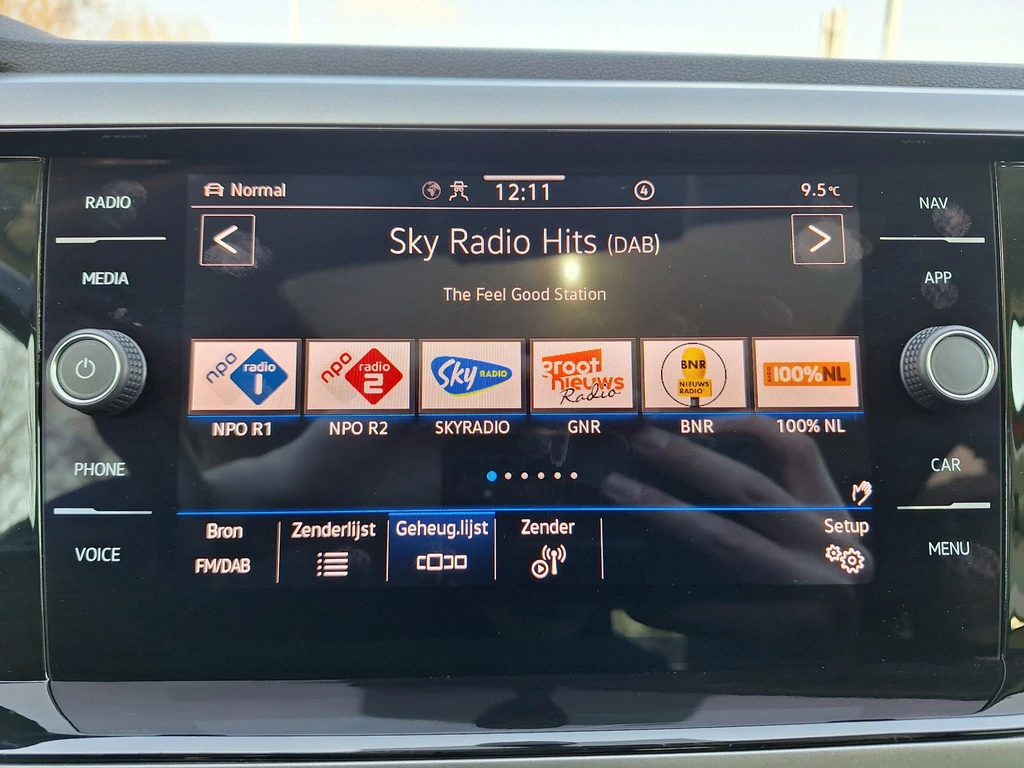 RADIO
MEDIA
PHONE
VOICE
Normal
12:11
4
9.5°C
<
Sky Radio Hits (DAB)
>
The Feel Good Station
npo radio 1
npo radio 2
Sky RADIO
groot nieuws Radio
BNR NIEUWS RADIO
RADIO 100% NL
NPO R1
NPO R2
SKYRADIO
GNR
BNR
100% NL
Bron
FM/DAB
Zenderlijst
Geheug.lijst
Zender
Setup
NAV
APP
CAR
MENU